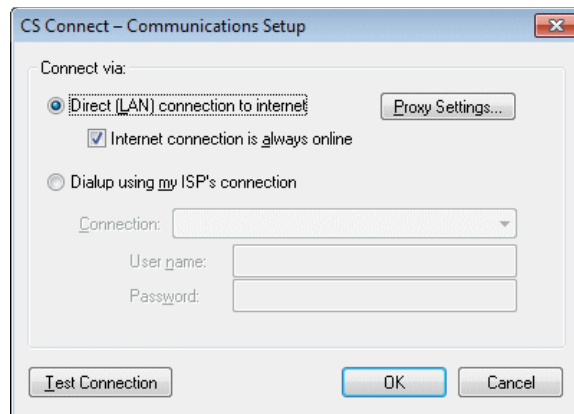 CS Connect – Communications Setup
Connect via:
Direct (LAN) connection to internet
Proxy Settings...
Internet connection is always online
Dialup using my ISP's connection
Connection:
User name:
Password:
Test Connection
OK
Cancel